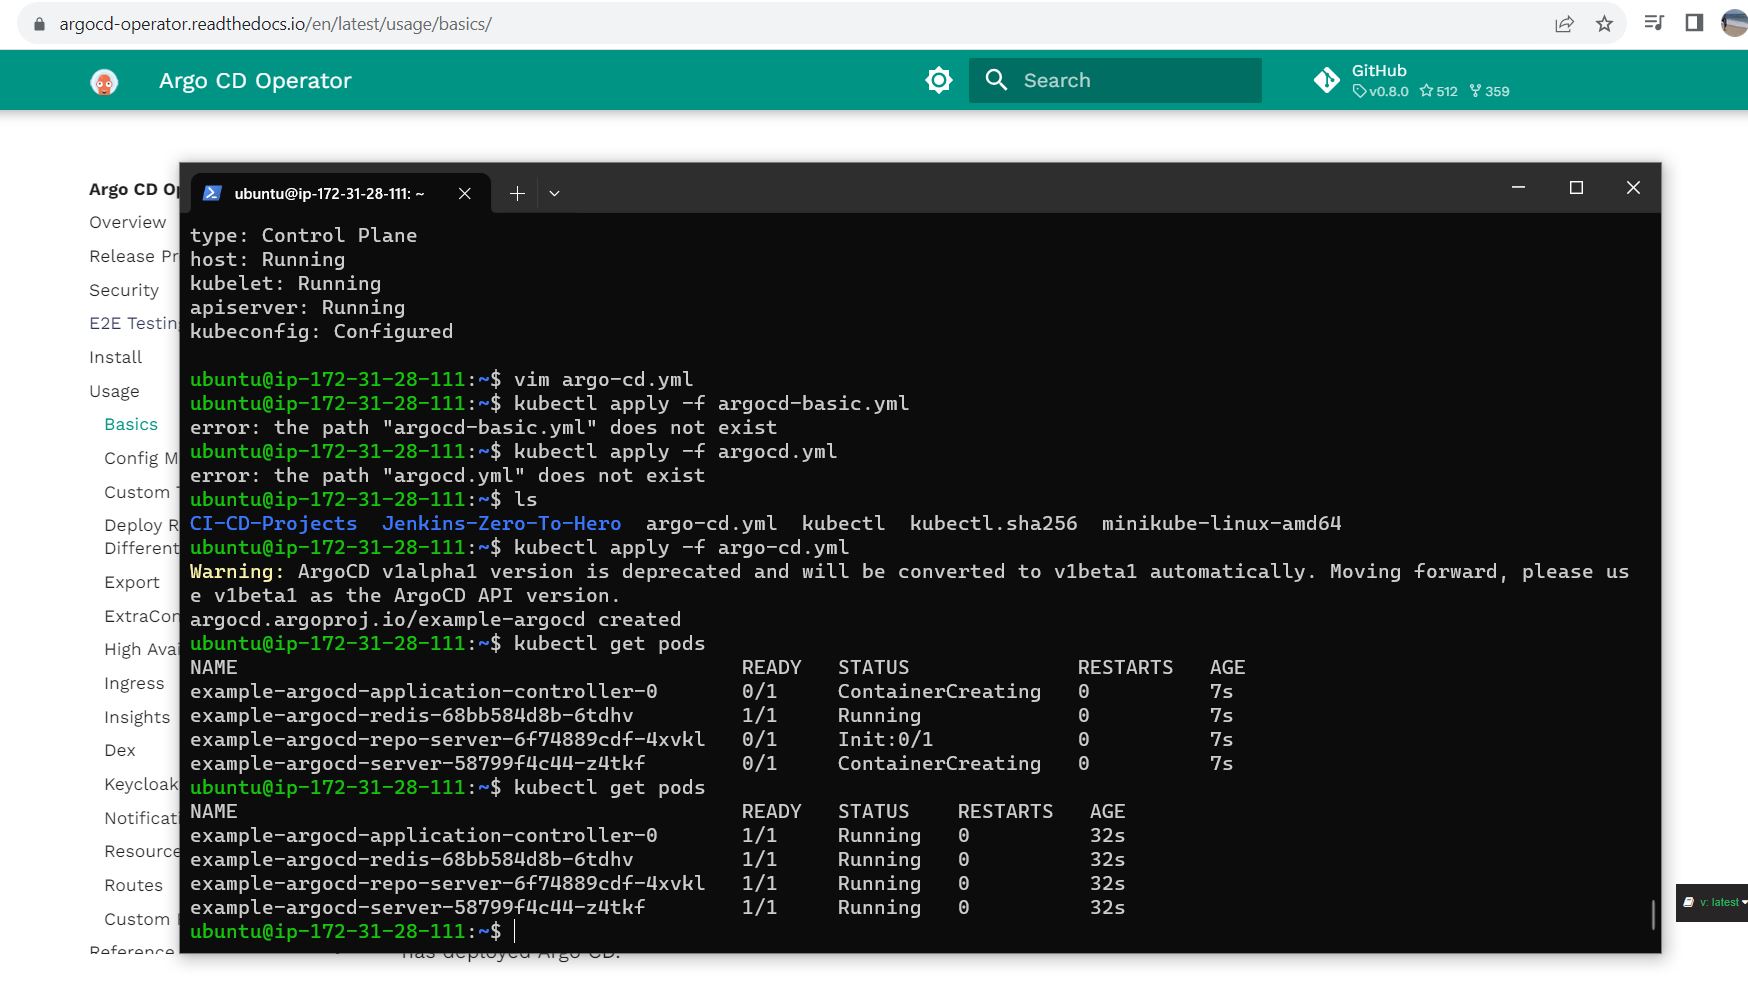 argocd-operator.readthedocs.io/en/latest/usage/basics/
Argo CD Operator
Search
GitHub
v0.8.0 512 359
Argo CD
Overview
Release
Security
E2E Testing
Install
Usage
Basics
Config
Custom
Deploy
Different
Export
High
Ingress
Insights
Dex
Keycloak
Resource
Routes
Custom
Reference
ubuntu@ip-172-31-28-111: ~
type: Control Plane
host: Running
kubelet: Running
apiserver: Running
kubeconfig: Configured
ubuntu@ip-172-31-28-111:~$ vim argo-cd.yml
ubuntu@ip-172-31-28-111:~$ kubectl apply -f argocd-basic.yml
error: the path "argocd-basic.yml" does not exist
ubuntu@ip-172-31-28-111:~$ kubectl apply -f argocd.yml
error: the path "argocd.yml" does not exist
ubuntu@ip-172-31-28-111:~$ ls
CI-CD-Projects Jenkins-Zero-To-Hero argo-cd.yml kubectl kubectl.sha256 minikube-linux-amd64
ubuntu@ip-172-31-28-111:~$ kubectl apply -f argo-cd.yml
Warning: ArgoCD v1alpha1 version is deprecated and will be converted to v1beta1 automatically. Moving forward, please us
e v1beta1 as the ArgoCD API version.
argocd.argoproj.io/example-argocd created
ubuntu@ip-172-31-28-111:~$ kubectl get pods
NAME READY STATUS RESTARTS AGE
example-argocd-application-controller-0 0/1 ContainerCreating 0 7s
example-argocd-redis-68bb584d8b-6tdhv 1/1 Running 0 7s
example-argocd-repo-server-6f74889cdf-4xvkl 0/1 Init:0/1 0 7s
example-argocd-server-58799f4c44-z4tkf 0/1 ContainerCreating 0 7s
ubuntu@ip-172-31-28-111:~$ kubectl get pods
NAME READY STATUS RESTARTS AGE
example-argocd-application-controller-0 1/1 Running 0 32s
example-argocd-redis-68bb584d8b-6tdhv 1/1 Running 0 32s
example-argocd-repo-server-6f74889cdf-4xvkl 1/1 Running 0 32s
example-argocd-server-58799f4c44-z4tkf 1/1 Running 0 32s
ubuntu@ip-172-31-28-111:~$
has deployed Argo CD.
v: latest